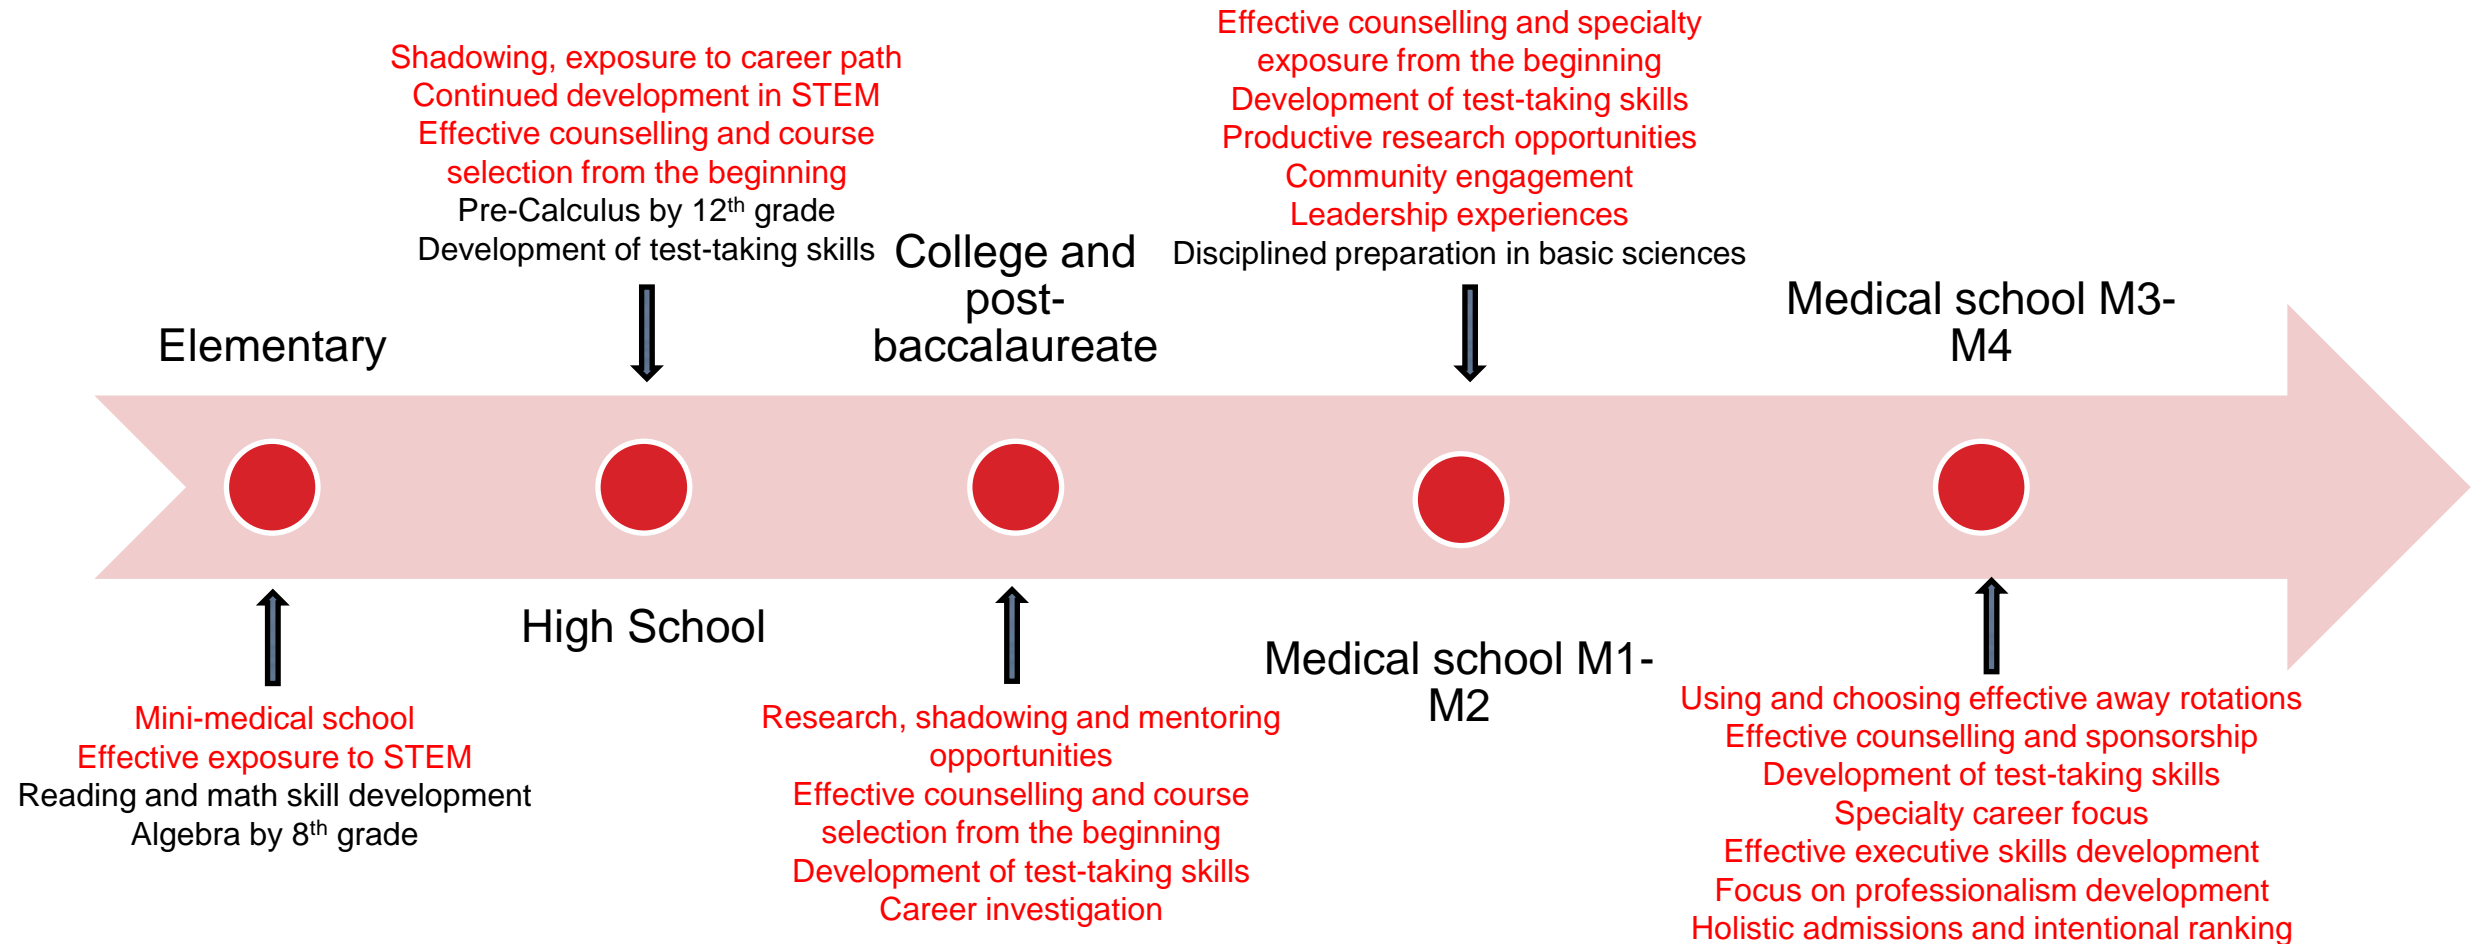 Elementary
Mini-medical school
Effective exposure to STEM
Reading and math skill development
Algebra by 8th grade
Shadowing, exposure to career path
Continued development in STEM
Effective counselling and course
selection from the beginning
Pre-Calculus by 12th grade
Development of test-taking skills
High School
College and
post-
baccalaureate
Research, shadowing and mentoring
opportunities
Effective counselling and course
selection from the beginning
Development of test-taking skills
Career investigation
Effective counselling and specialty
exposure from the beginning
Development of test-taking skills
Productive research opportunities
Community engagement
Leadership experiences
Disciplined preparation in basic sciences
Medical school M1-
M2
Medical school M3-
M4
Using and choosing effective away rotations
Effective counselling and sponsorship
Development of test-taking skills
Specialty career focus
Effective executive skills development
Focus on professionalism development
Holistic admissions and intentional ranking